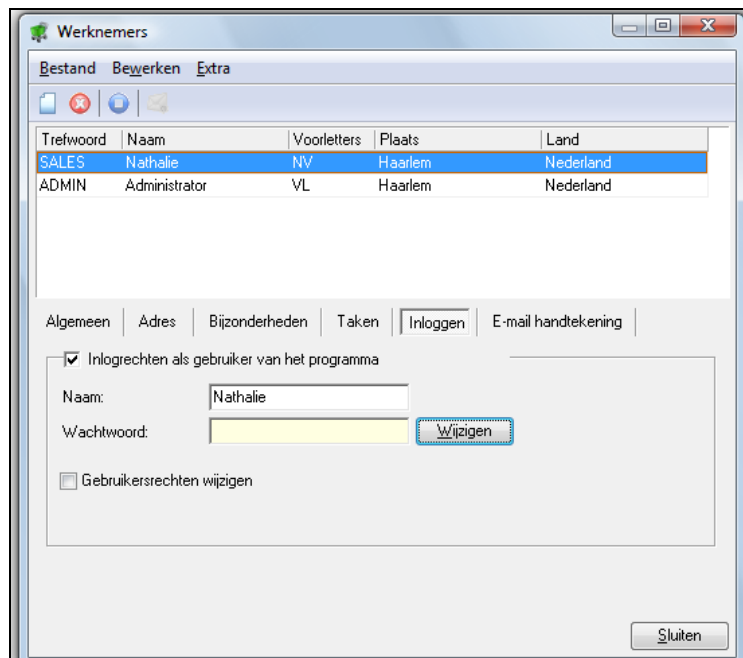 Werknemers
Bestand Bewerken Extra
Trefwoord Naam Voorletters Plaats Land
SALES Nathalie NV Haarlem Nederland
ADMIN Administrator VL Haarlem Nederland
Algemeen Adres Bijzonderheden Taken Inloggen E-mail handtekening
Inlogrechten als gebruiker van het programma
Naam: Nathalie
Wachtwoord: Wijzigen
Gebruikersrechten wijzigen
Sluiten